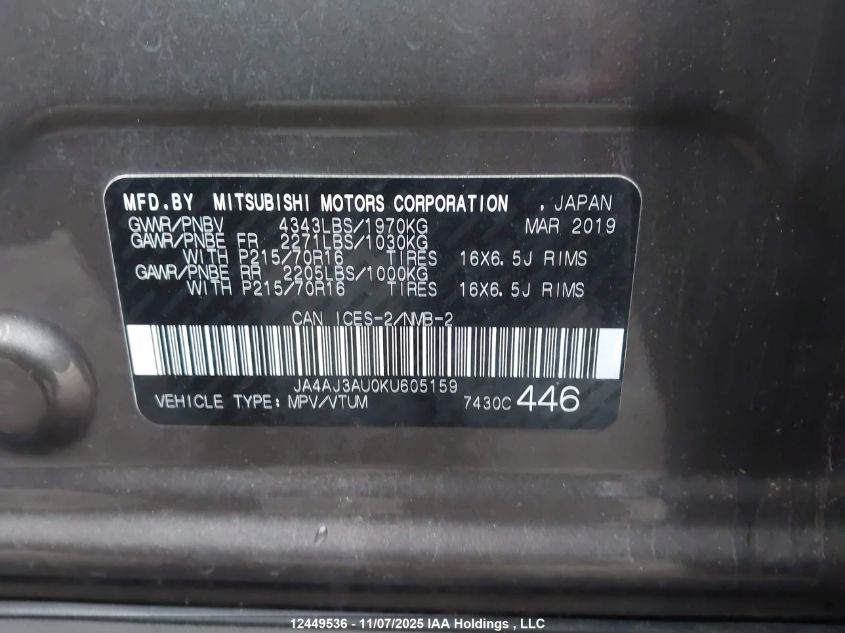 MFD.BY MITSUBISHI MOTORS CORPORATION , JAPAN
GVWR/PNBV 4343LBS/1970KG MAR 2019
GAWR/PNBE FR 2271LBS/1030KG
WITH P215/70R16 TIRES 16X6.5J RIMS
GAWR/PNBE RR 2205LBS/1000KG
WITH P215/70R16 TIRES 16X6.5J RIMS
CAN ICES-2/NMB-2
JA4AJ3AU0KU605159
VEHICLE TYPE: MPV/VTUM 7430C 446
12449536 - 11/07/2025 IAA Holdings , LLC